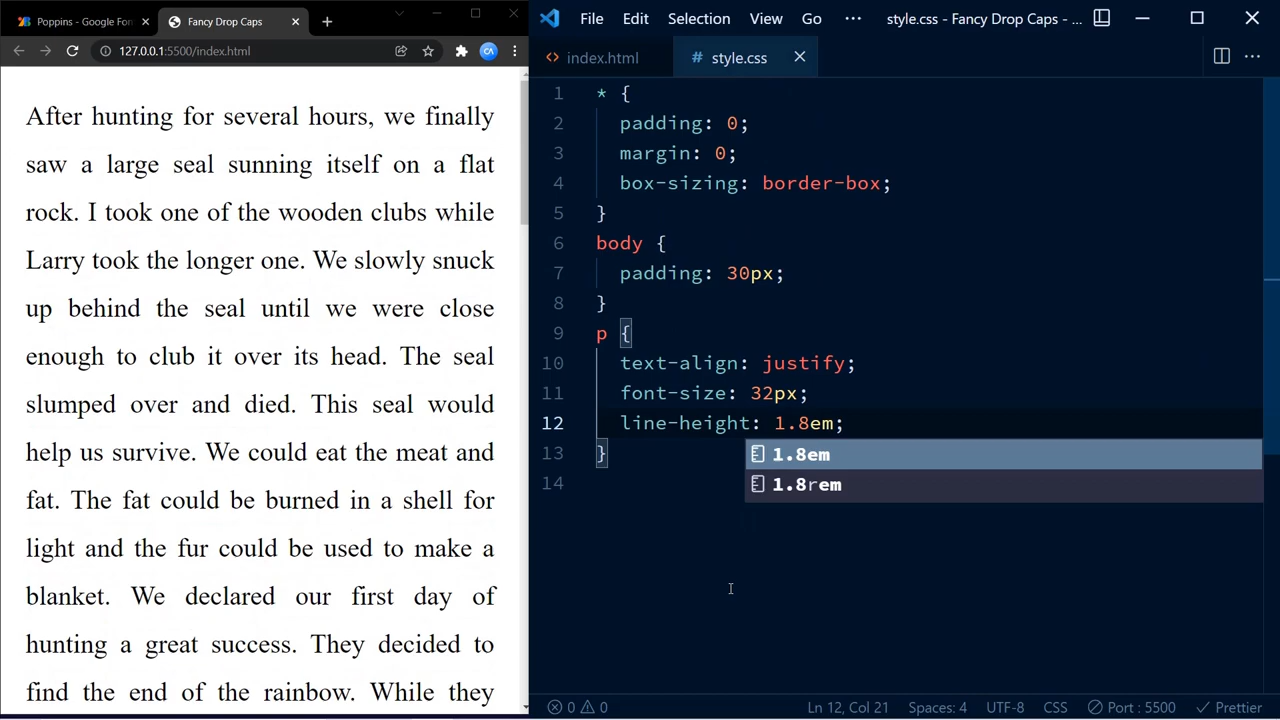 Poppins - Google Fon
Fancy Drop Caps
127.0.0.1:5500/index.html
After hunting for several hours, we finally
saw a large seal sunning itself on a flat
rock. I took one of the wooden clubs while
Larry took the longer one. We slowly snuck
up behind the seal until we were close
enough to club it over its head. The seal
slumped over and died. This seal would
help us survive. We could eat the meat and
fat. The fat could be burned in a shell for
light and the fur could be used to make a
blanket. We declared our first day of
hunting a great success. They decided to
find the end of the rainbow. While they
File Edit Selection View Go ··· style.css - Fancy Drop Caps - ...
index.html # style.css
1 * {
2 padding: 0;
3 margin: 0;
4 box-sizing: border-box;
5 }
6 body {
7 padding: 30px;
8 }
9 p {
10 text-align: justify;
11 font-size: 32px;
12 line-height: 1.8em;
13 }
1.8em
14
1.8rem
0 0 Ln 12, Col 21 Spaces: 4 UTF-8 CSS Port : 5500 Prettier